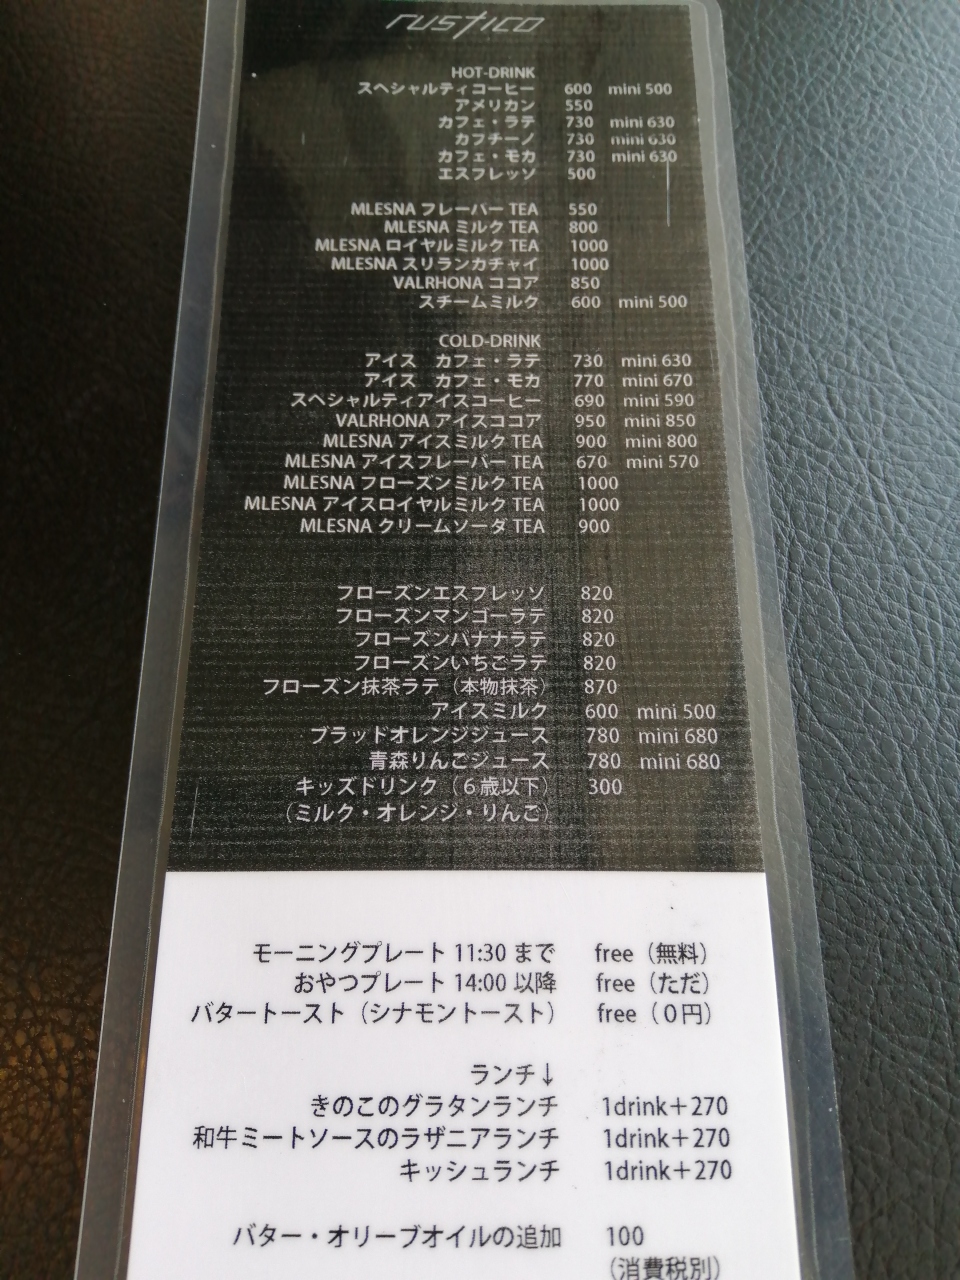 rustico
HOT-DRINK
スペシャルティコーヒー 600 mini 500
アメリカン 550
カフェ・ラテ 730 mini 630
カプチーノ 730 mini 630
カフェ・モカ 730 mini 630
エスプレッソ 500
MLESNA フレーバー TEA 550
MLESNA ミルク TEA 800
MLESNA ロイヤルミルク TEA 1000
MLESNA スリランカチャイ 1000
VALRHONA ココア 850
スチームミルク 600 mini 500
COLD-DRINK
アイス カフェ・ラテ 730 mini 630
アイス カフェ・モカ 770 mini 670
スペシャルティアイスコーヒー 690 mini 590
VALRHONA アイスココア 950 mini 850
MLESNA アイスミルク TEA 900 mini 800
MLESNA アイスフレーバー TEA 670 mini 570
MLESNA フローズンミルク TEA 1000
MLESNA アイスロイヤルミルク TEA 1000
MLESNA クリームソーダ TEA 900
フローズンエスプレッソ 820
フローズンマンゴーラテ 820
フローズンバナナラテ 820
フローズンいちごラテ 820
フローズン抹茶ラテ（本物抹茶） 870
アイスミルク 600 mini 500
ブラッドオレンジジュース 780 mini 680
青森りんごジュース 780 mini 680
キッズドリンク（６歳以下） 300
（ミルク・オレンジ・りんご）
モーニングプレート 11:30 まで free（無料）
おやつプレート 14:00 以降 free（ただ）
バタートースト（シナモントースト） free（０円）
ランチ↓
きのこのグラタンランチ 1drink＋270
和牛ミートソースのラザニアランチ 1drink＋270
キッシュランチ 1drink＋270
バター・オリーブオイルの追加 100
（消費税別）